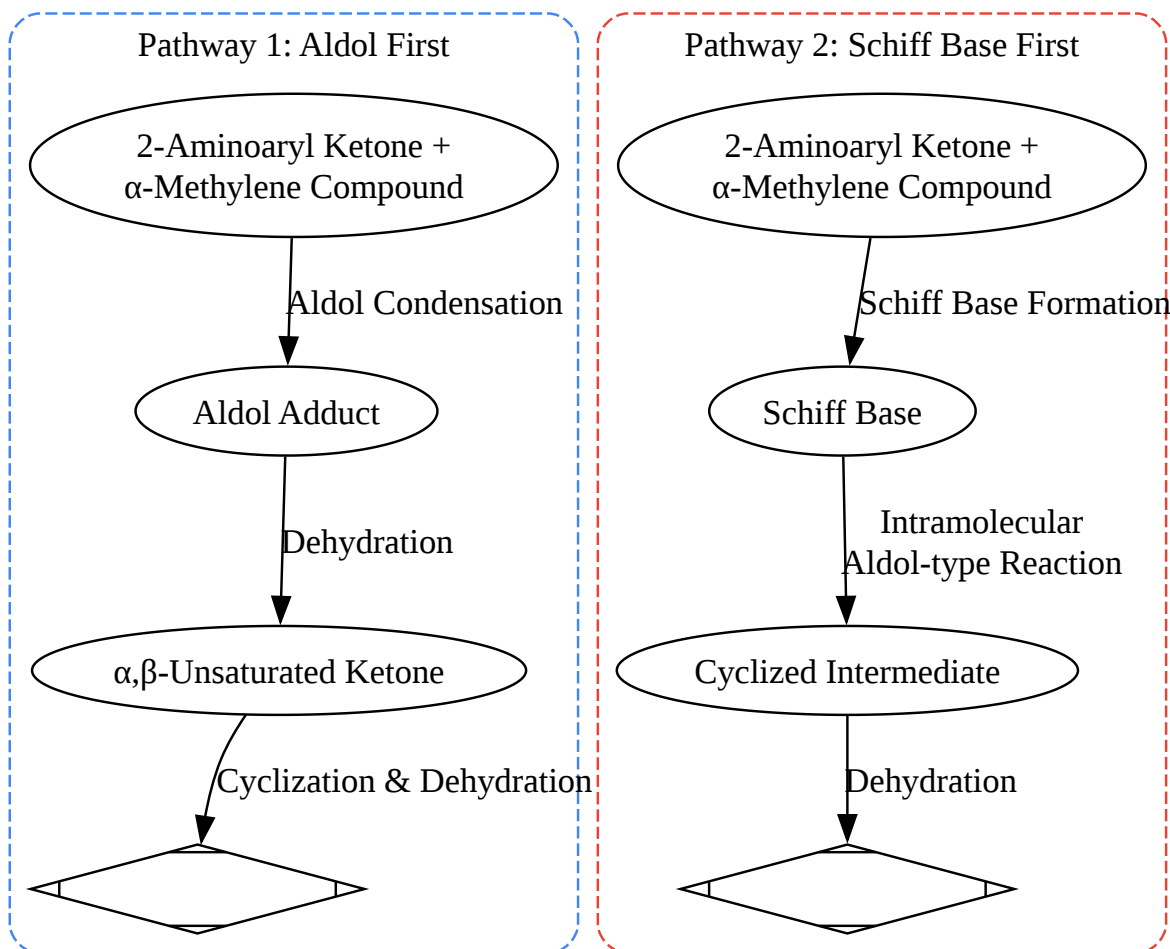 Pathway 1: Aldol First
2-Aminoaryl Ketone +
α-Methylene Compound
Aldol Condensation
Aldol Adduct
Dehydration
α,β-Unsaturated Ketone
Cyclization & Dehydration
Pathway 2: Schiff Base First
2-Aminoaryl Ketone +
α-Methylene Compound
Schiff Base Formation
Schiff Base
Intramolecular
Aldol-type Reaction
Cyclized Intermediate
Dehydration